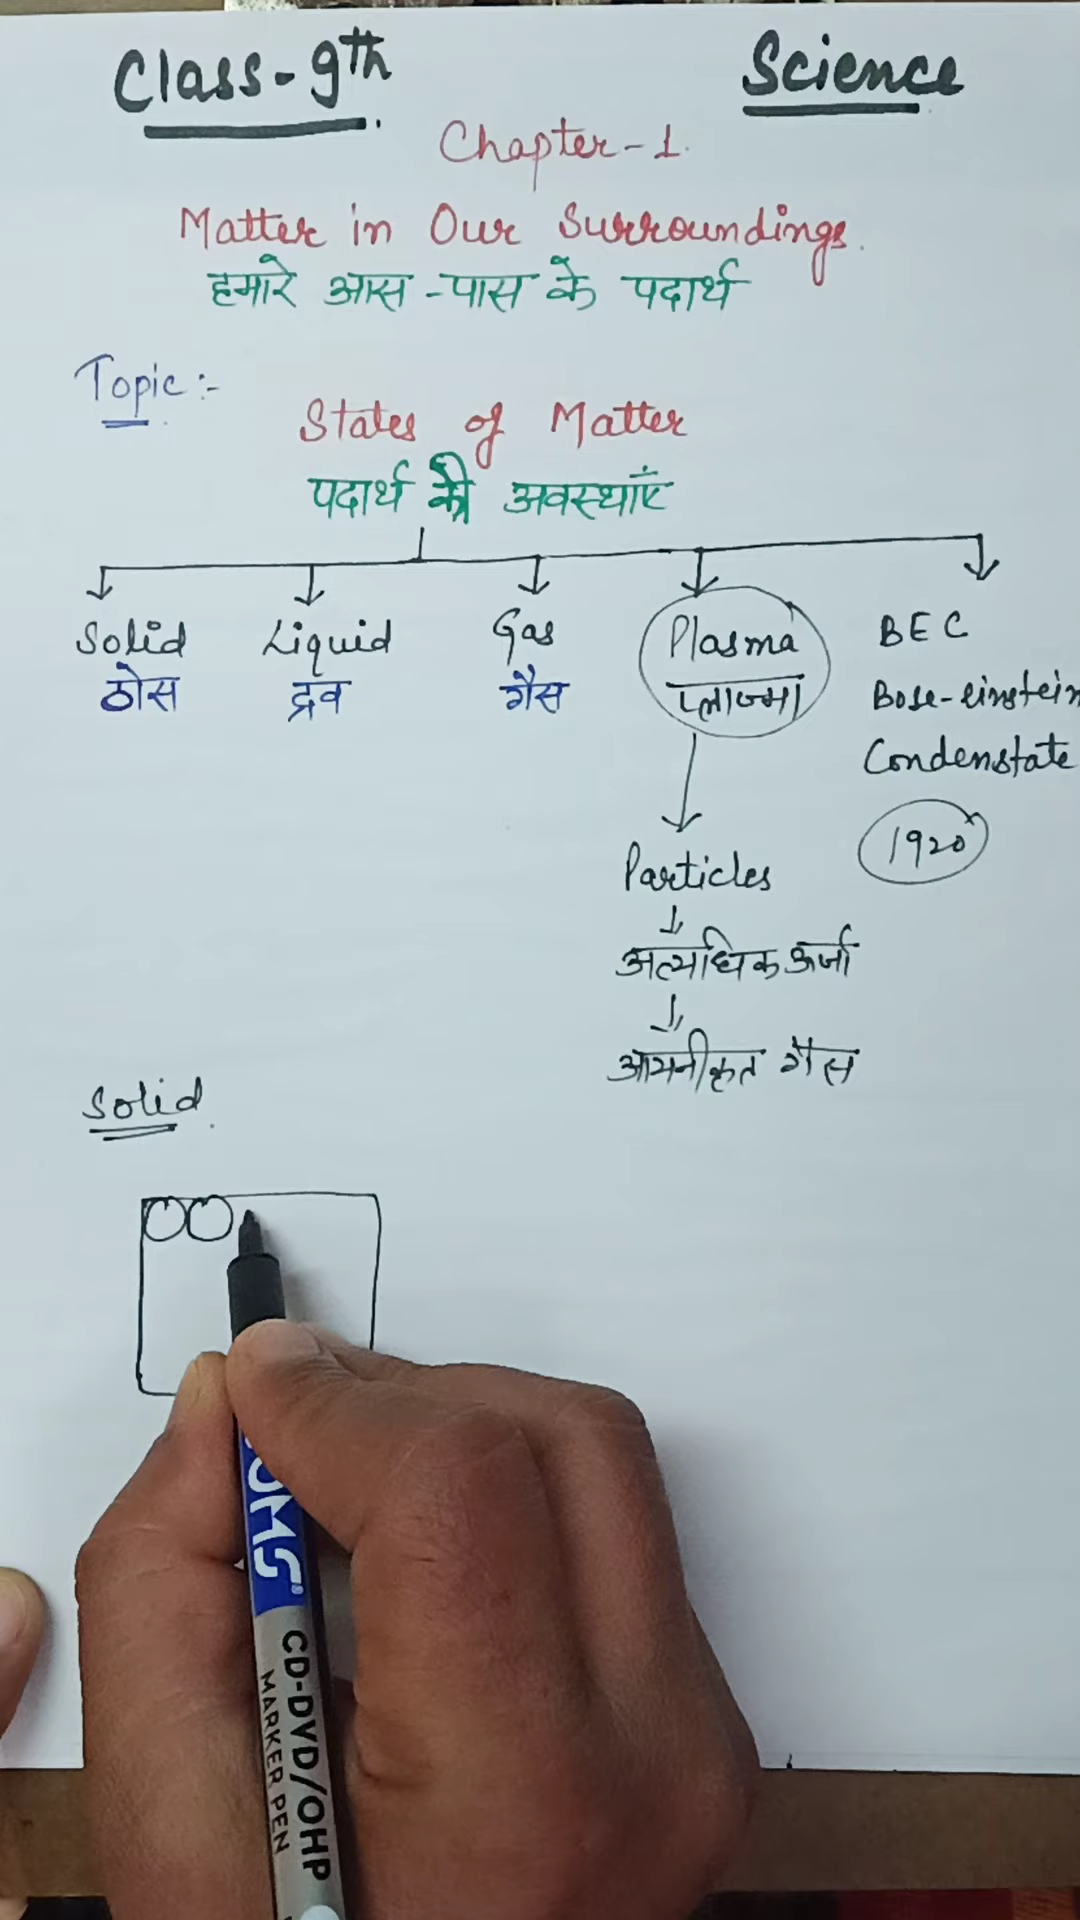 Class-9th Science
Chapter-1.
Matter in Our Surroundings.
हमारे आस-पास के पदार्थ
Topic:-
States of Matter
पदार्थ की अवस्थाएँ
Solid Liquid Gas Plasma BEC
ठोस द्रव गैस प्लाज्मा Bose-einstein
Condenstate
1920
Particles
अत्यधिक ऊर्जा
आयनीकृत गैस
Solid.
OMS
CD-DVD/OHP
MARKER PEN